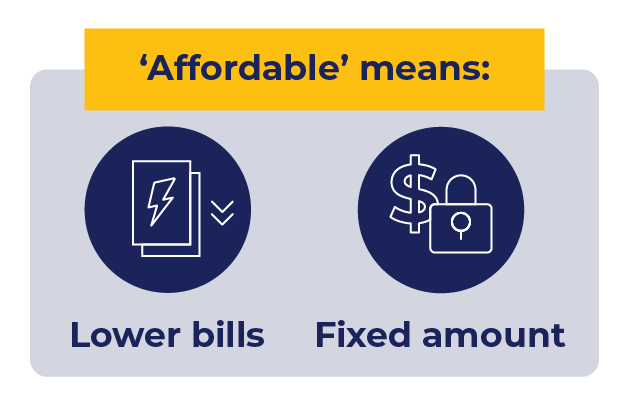 ‘Affordable’ means:
Lower bills
Fixed amount